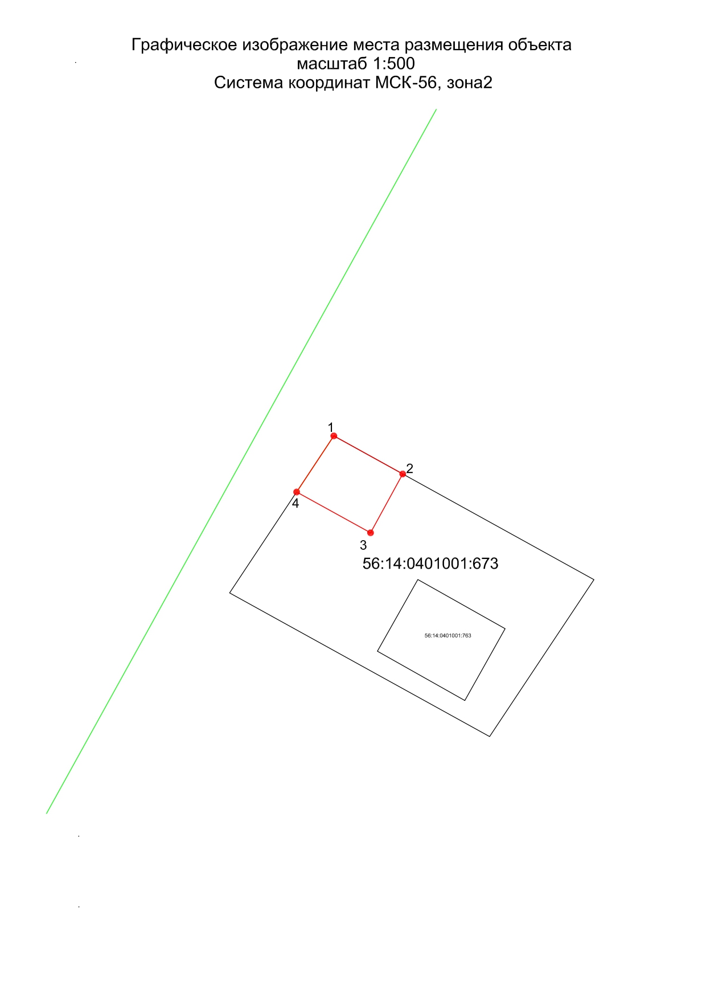 Графическое изображение места размещения объекта
масштаб 1:500
Система координат МСК-56, зона2
1
2
4
3
56:14:0401001:673
56:14:0401001:763